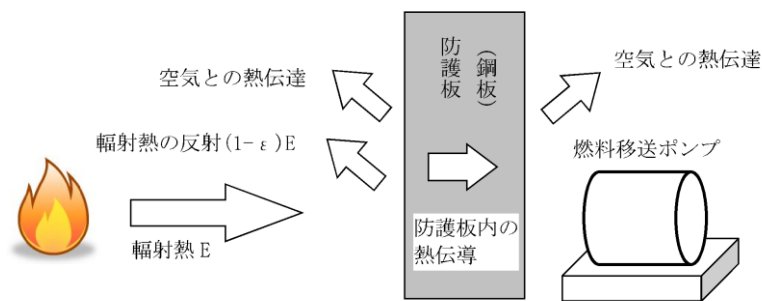 空気との熱伝達
輻射熱の反射(1-ε)E
輻射熱 E
防護板
(鋼板)
防護板内の
熱伝導
空気との熱伝達
燃料移送ポンプ